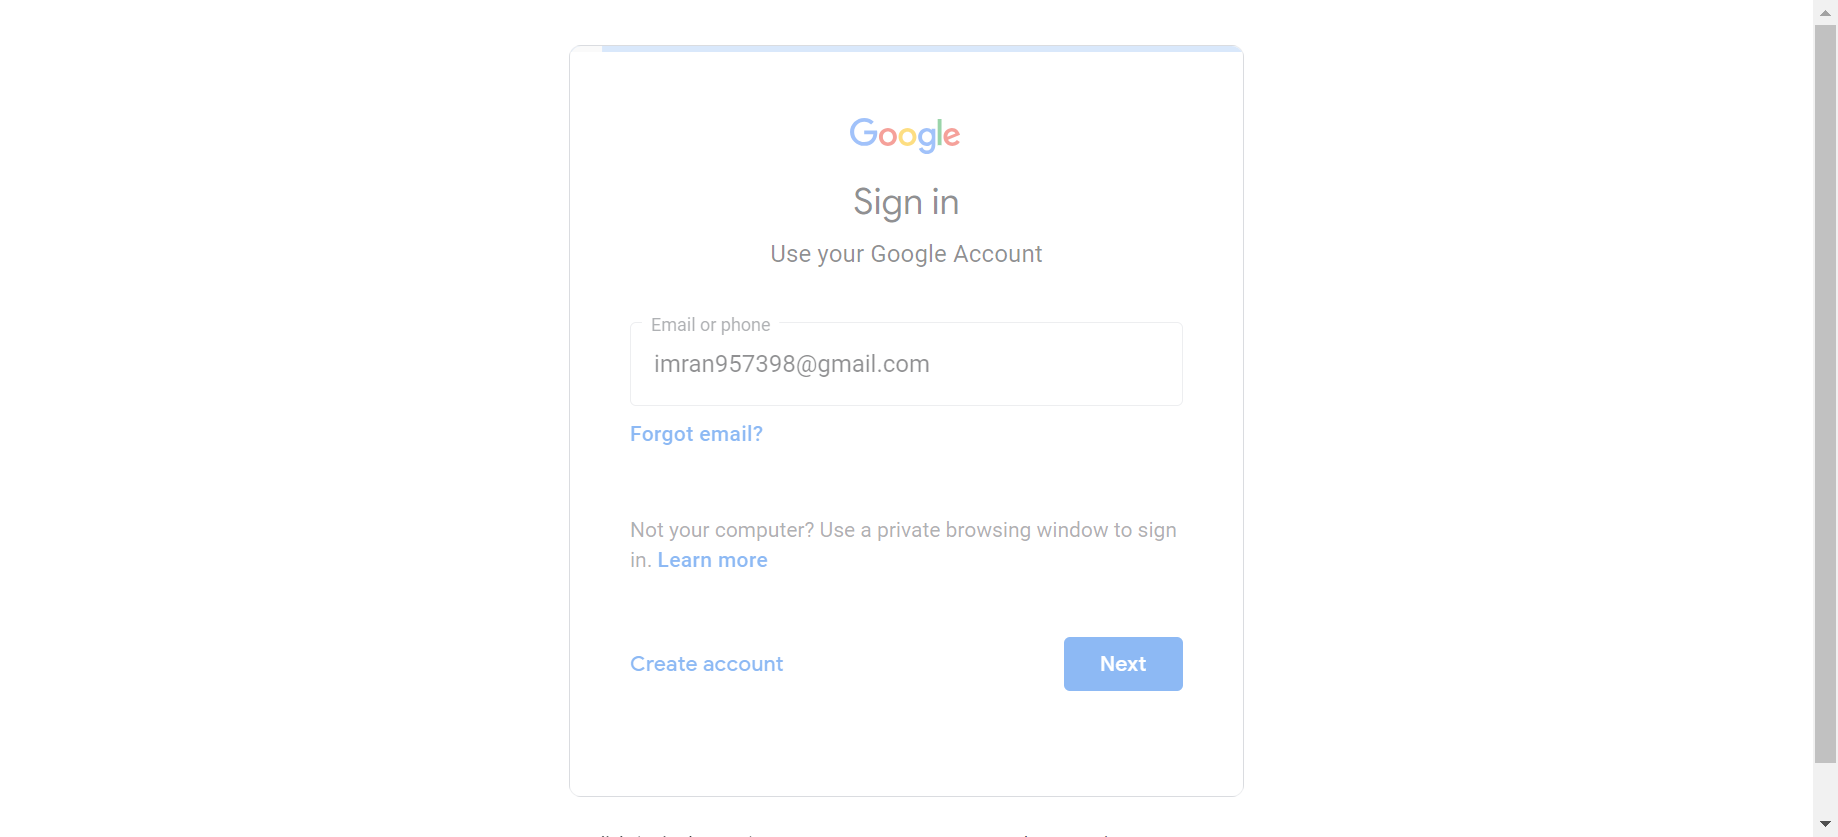 Google
Sign in
Use your Google Account
Email or phone
imran957398@gmail.com
Forgot email?
Not your computer? Use a private browsing window to sign
in. Learn more
Create account
Next